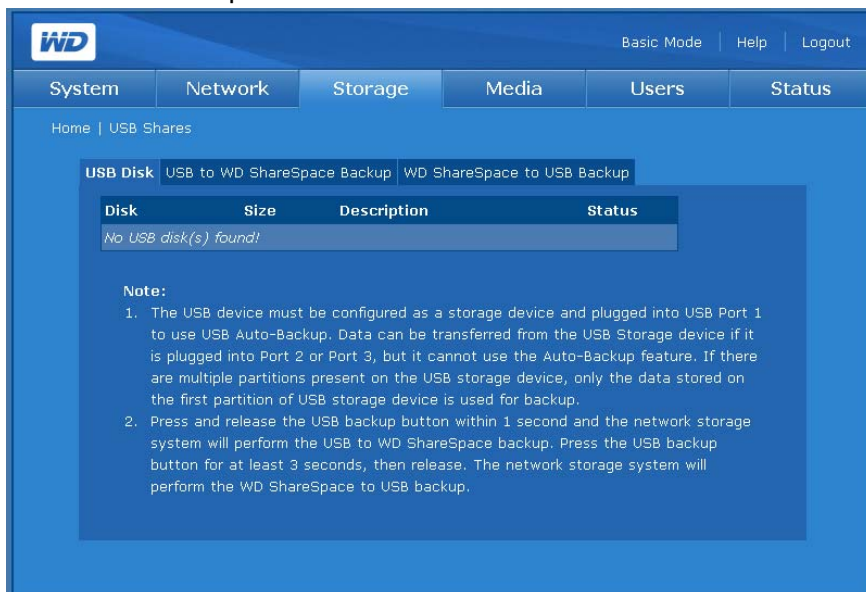 WD
Basic Mode | Help | Logout
System Network Storage Media Users Status
Home | USB Shares
USB Disk USB to WD ShareSpace Backup WD ShareSpace to USB Backup
Disk Size Description Status
No USB disk(s) found!
Note:
1. The USB device must be configured as a storage device and plugged into USB Port 1
to use USB Auto-Backup. Data can be transferred from the USB Storage device if it
is plugged into Port 2 or Port 3, but it cannot use the Auto-Backup feature. If there
are multiple partitions present on the USB storage device, only the data stored on
the first partition of USB storage device is used for backup.
2. Press and release the USB backup button within 1 second and the network storage
system will perform the USB to WD ShareSpace backup. Press the USB backup
button for at least 3 seconds, then release. The network storage system will
perform the WD ShareSpace to USB backup.